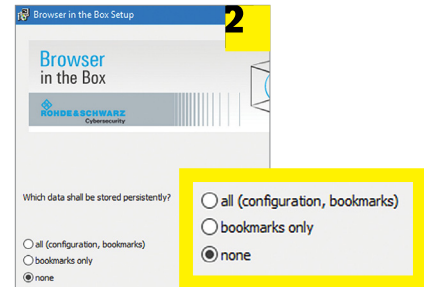 Browser in the Box Setup
2
Browser
in the Box
ROHDE&SCHWARZ
Cybersecurity
Which data shall be stored persistently?
all (configuration, bookmarks)
bookmarks only
none
all (configuration, bookmarks)
bookmarks only
none